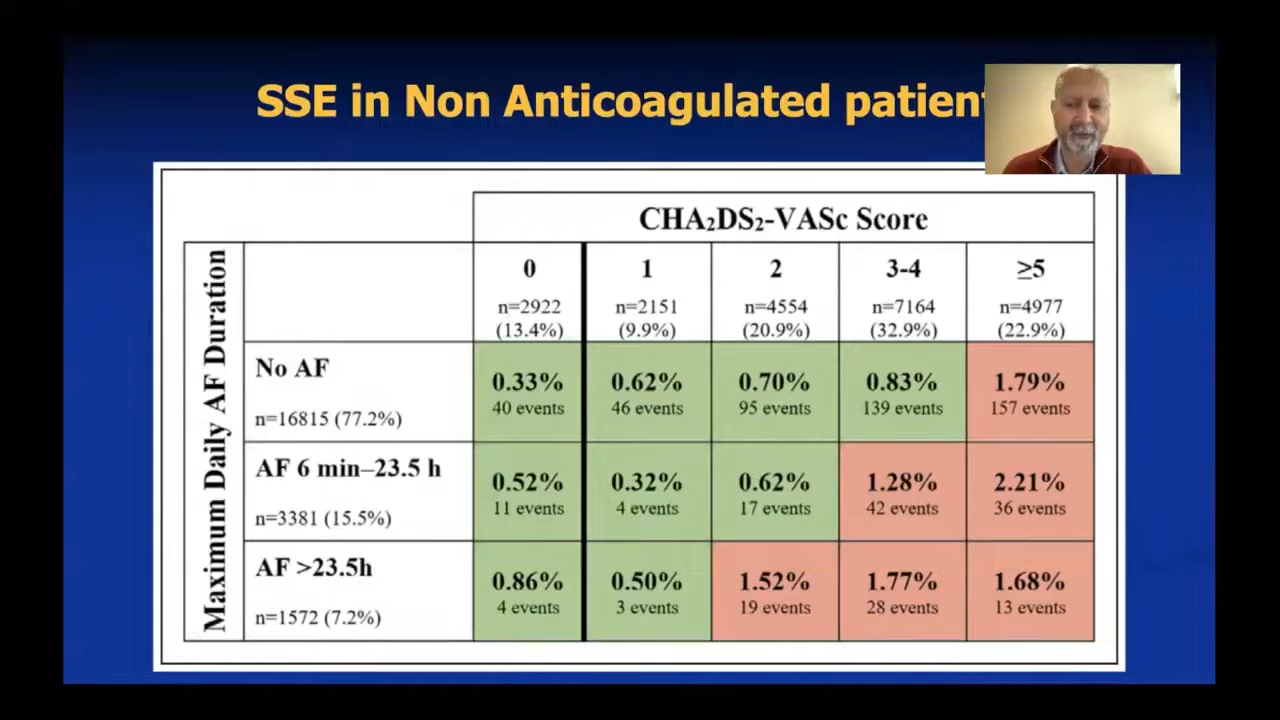 SSE in Non Anticoagulated patient
CHA₂DS₂-VASc Score
Maximum Daily AF Duration
0
1
2
3-4
≥5
n=2922
n=2151
n=4554
n=7164
n=4977
(13.4%)
(9.9%)
(20.9%)
(32.9%)
(22.9%)
No AF
n=16815 (77.2%)
0.33%
0.62%
0.70%
0.83%
1.79%
40 events
46 events
95 events
139 events
157 events
AF 6 min–23.5 h
n=3381 (15.5%)
0.52%
0.32%
0.62%
1.28%
2.21%
11 events
4 events
17 events
42 events
36 events
AF >23.5h
n=1572 (7.2%)
0.86%
0.50%
1.52%
1.77%
1.68%
4 events
3 events
19 events
28 events
13 events